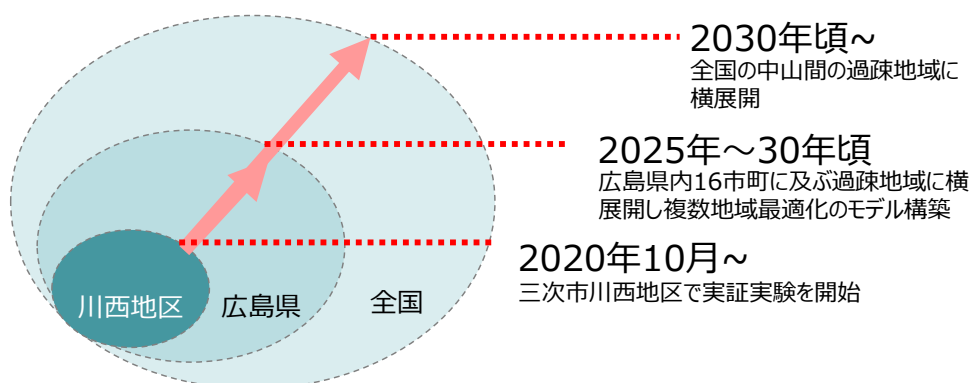 2030年頃~
全国の中山間の過疎地域に
横展開
2025年～30年頃
広島県内16市町に及ぶ過疎地域に横
展開し複数地域最適化のモデル構築
2020年10月~
三次市川西地区で実証実験を開始
川西地区
広島県
全国